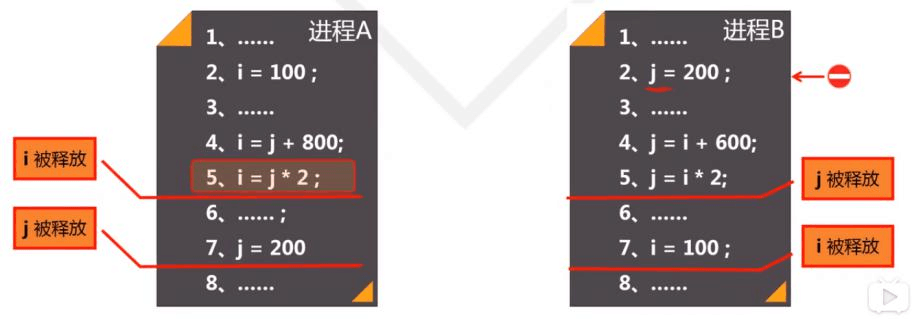 进程A
1、......
2、i = 100 ;
3、......
4、i = j + 800;
5、i = j * 2 ;
6、...... ;
7、j = 200
8、......
i 被释放
j 被释放
进程B
1、......
2、j = 200 ;
3、......
4、j = i + 600;
5、j = i * 2;
6、......
7、i = 100 ;
8、......
j 被释放
i 被释放